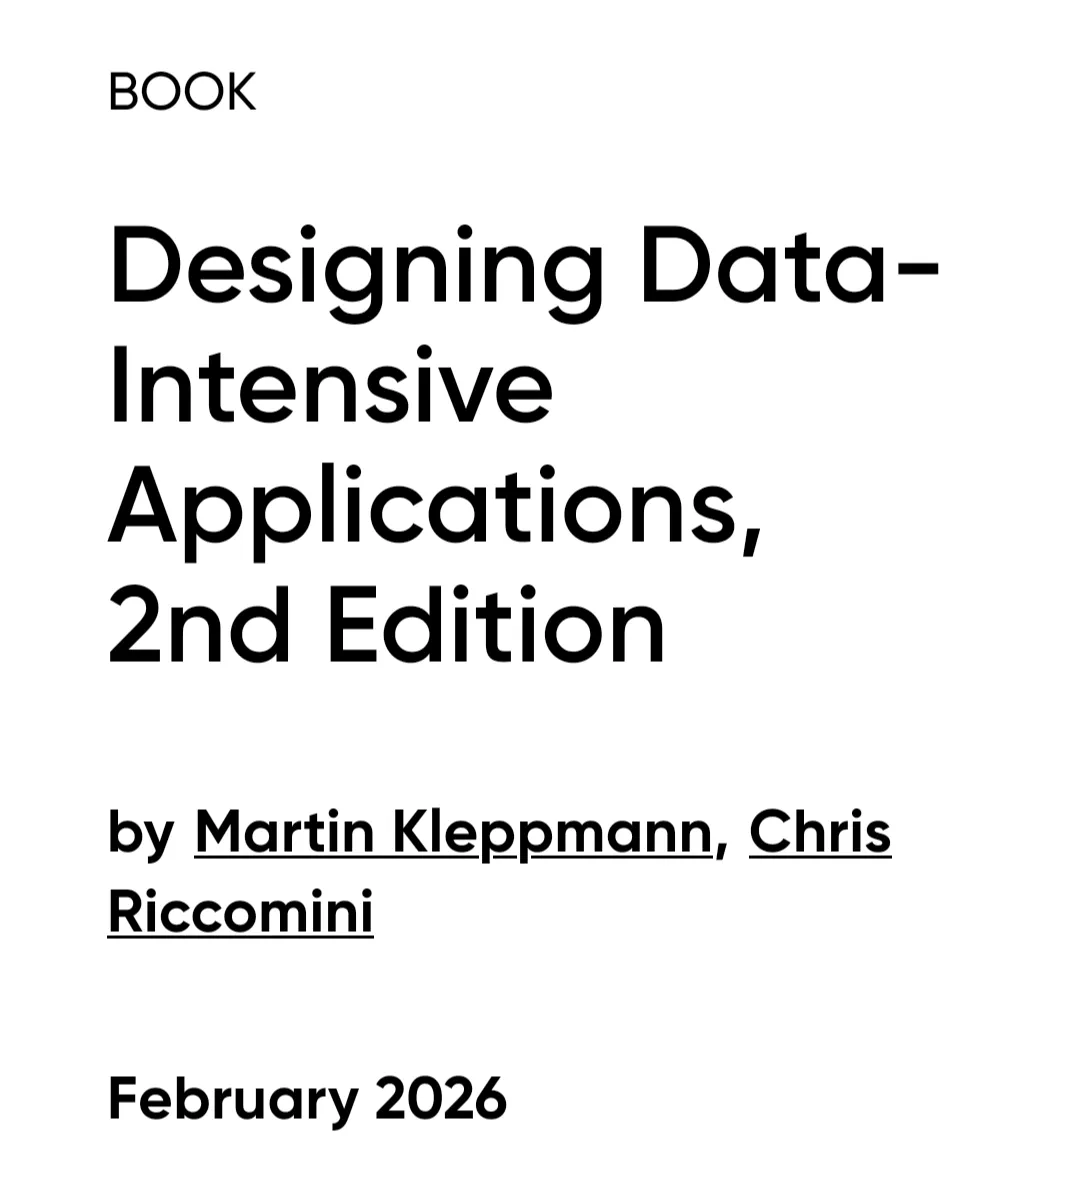 BOOK
Designing Data-
Intensive
Applications,
2nd Edition
by Martin Kleppmann, Chris
Riccomini
February 2026